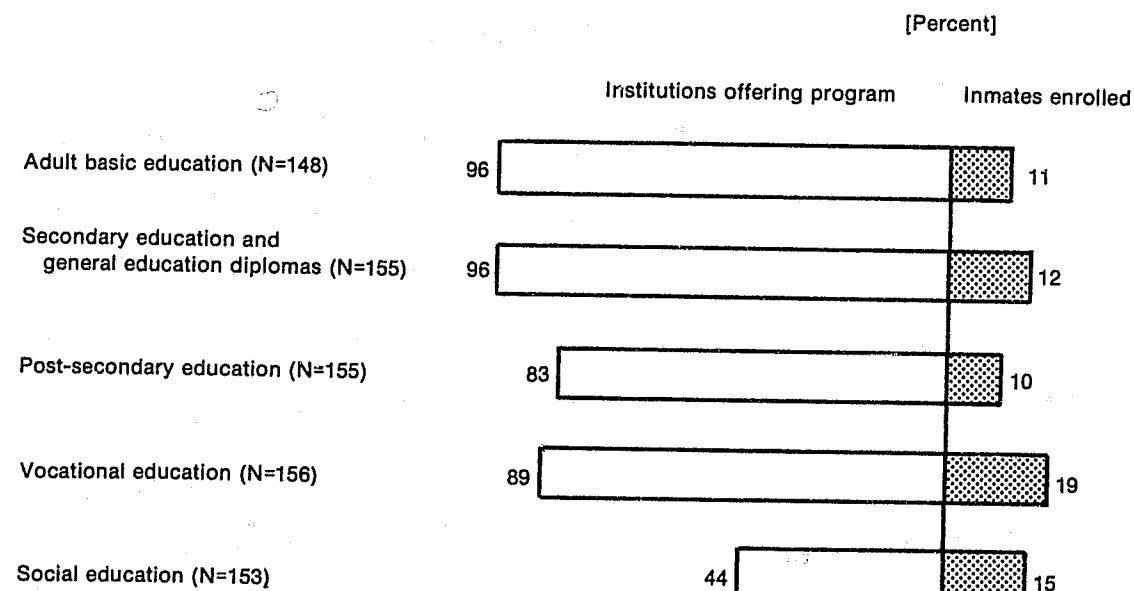 [Percent]
Institutions offering program Inmates enrolled
Adult basic education (N=148) 96 11
Secondary education and
general education diplomas (N=155) 96 12
Post-secondary education (N=155) 83 10
Vocational education (N=156) 89 19
Social education (N=153) 44 15